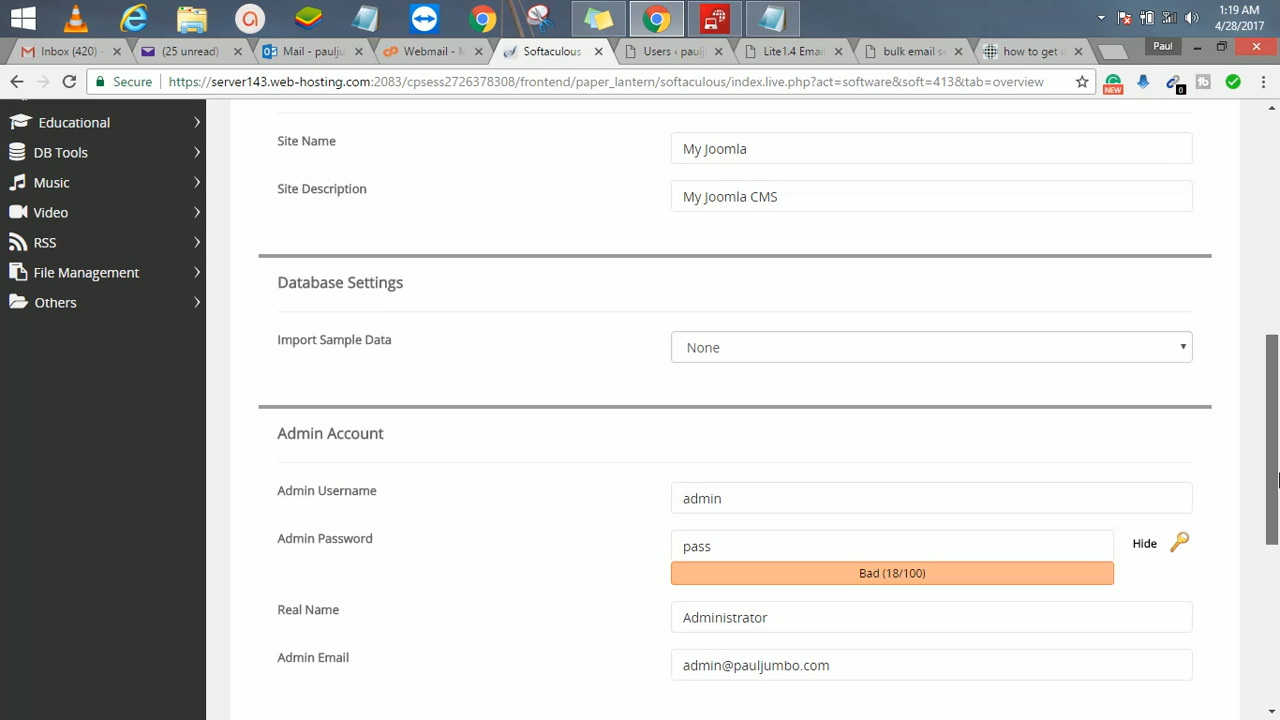 1:19 AM
4/28/2017
Inbox (420)
(25 unread)
Mail - paulju
Webmail - M
Softaculous
Users ‹ paulj
Lite1.4 Email
bulk email s
how to get i
Paul
Secure
https://server143.web-hosting.com:2083/cpsess2726378308/frontend/paper_lantern/softaculous/index.live.php?act=software&soft=413&tab=overview
NEW
0
Educational
DB Tools
Music
Video
RSS
File Management
Others
Site Name
My Joomla
Site Description
My Joomla CMS
Database Settings
Import Sample Data
None
Admin Account
Admin Username
admin
Admin Password
pass
Hide
Bad (18/100)
Real Name
Administrator
Admin Email
admin@pauljumbo.com